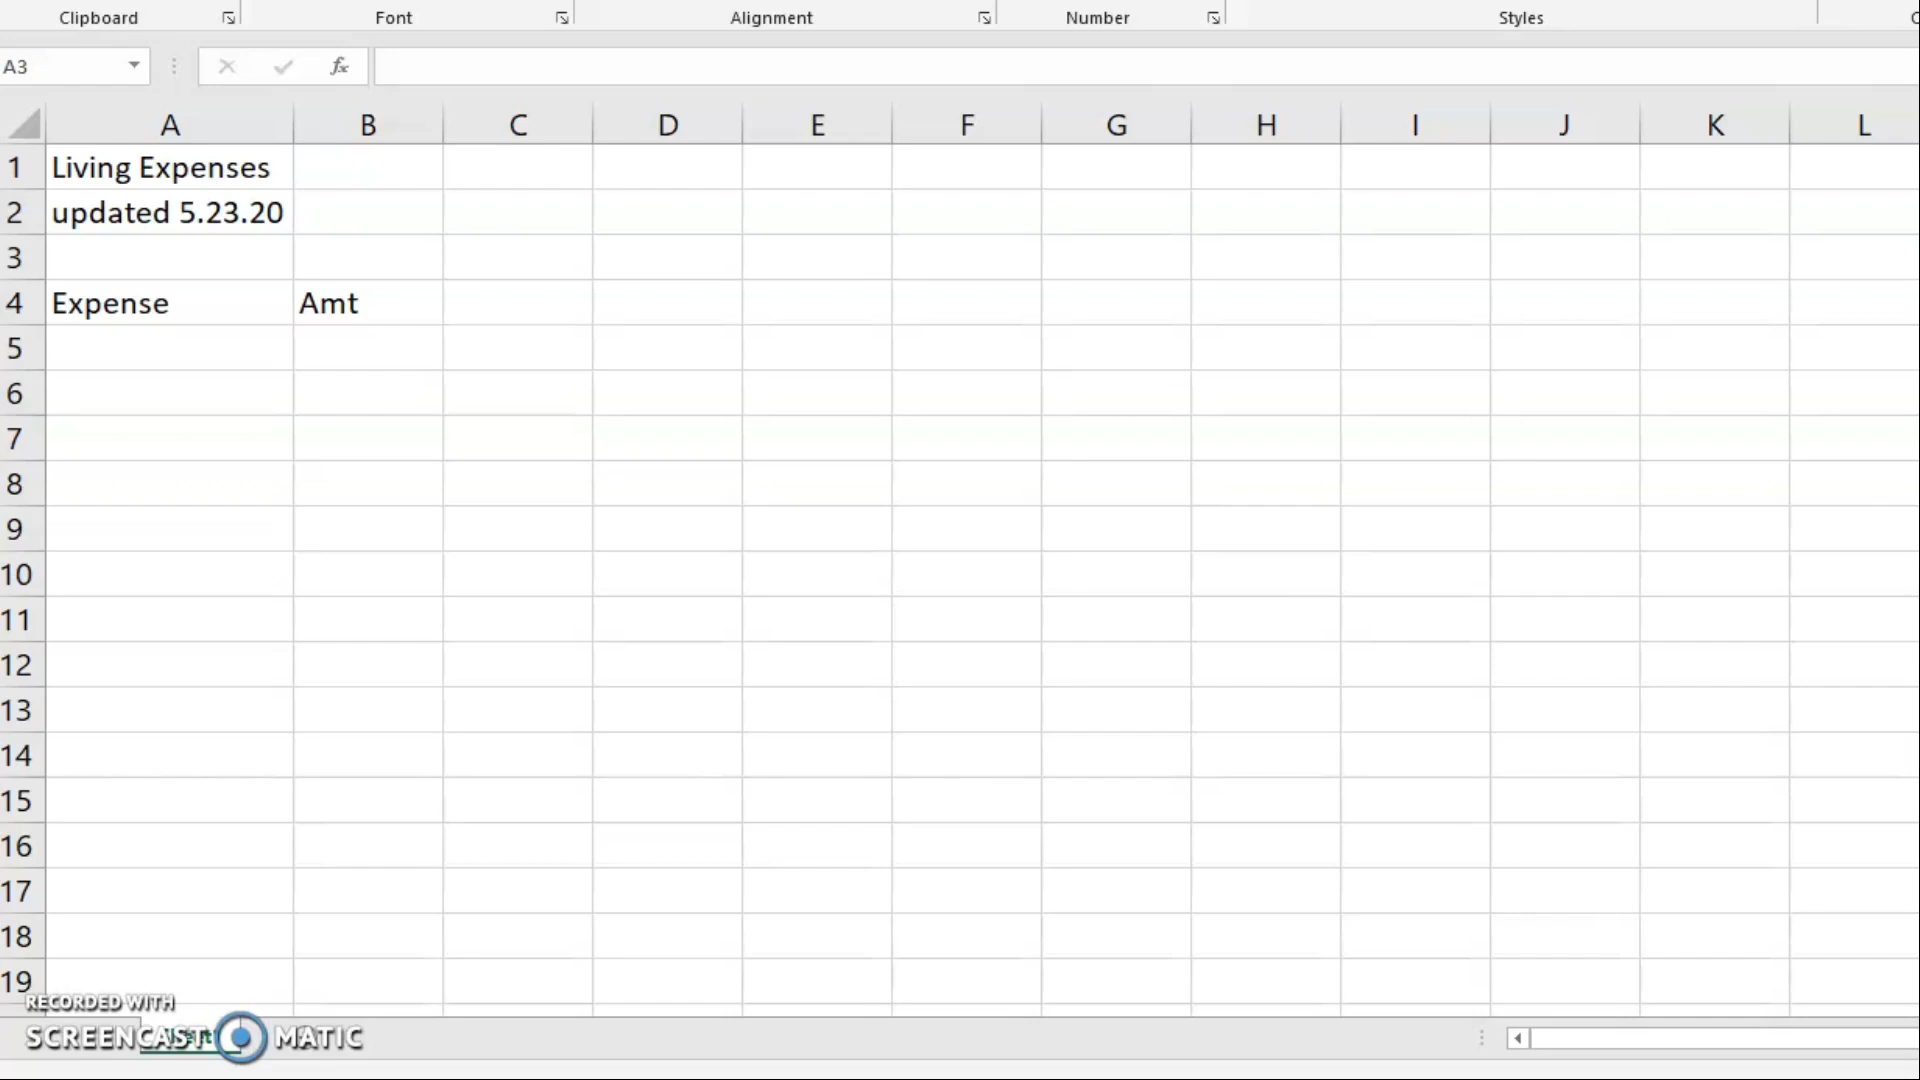 Clipboard Font Alignment Number Styles
A3 fx
A B C D E F G H I J K L
1 Living Expenses
2 updated 5.23.20
3
4 Expense Amt
5
6
7
8
9
10
11
12
13
14
15
16
17
18
19
RECORDED WITH
SCREENCAST MATIC